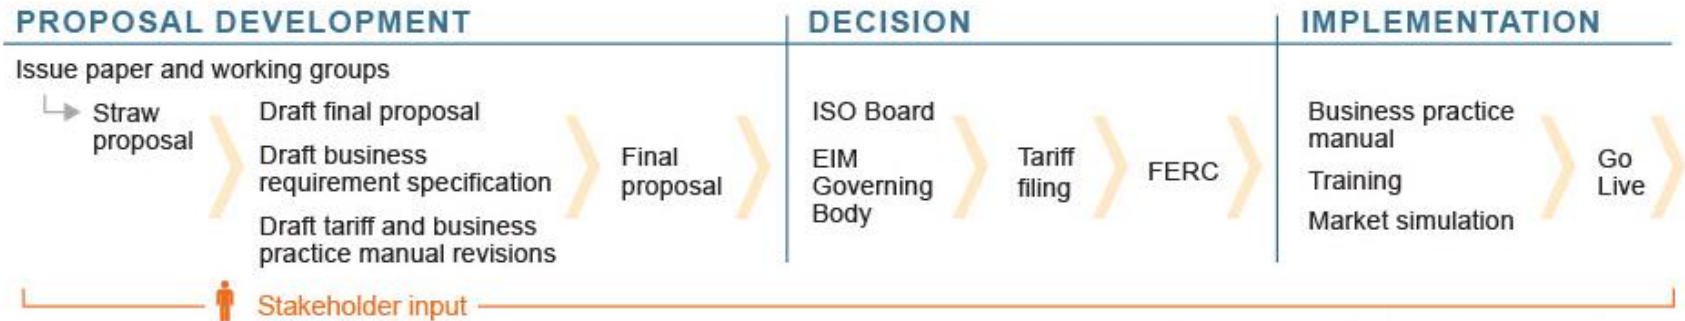 PROPOSAL DEVELOPMENT
Issue paper and working groups
Straw
proposal
Draft final proposal
Draft business
requirement specification
Draft tariff and business
practice manual revisions
Final
proposal
DECISION
ISO Board
EIM
Governing
Body
Tariff
filing
FERC
IMPLEMENTATION
Business practice
manual
Training
Market simulation
Go
Live
Stakeholder input